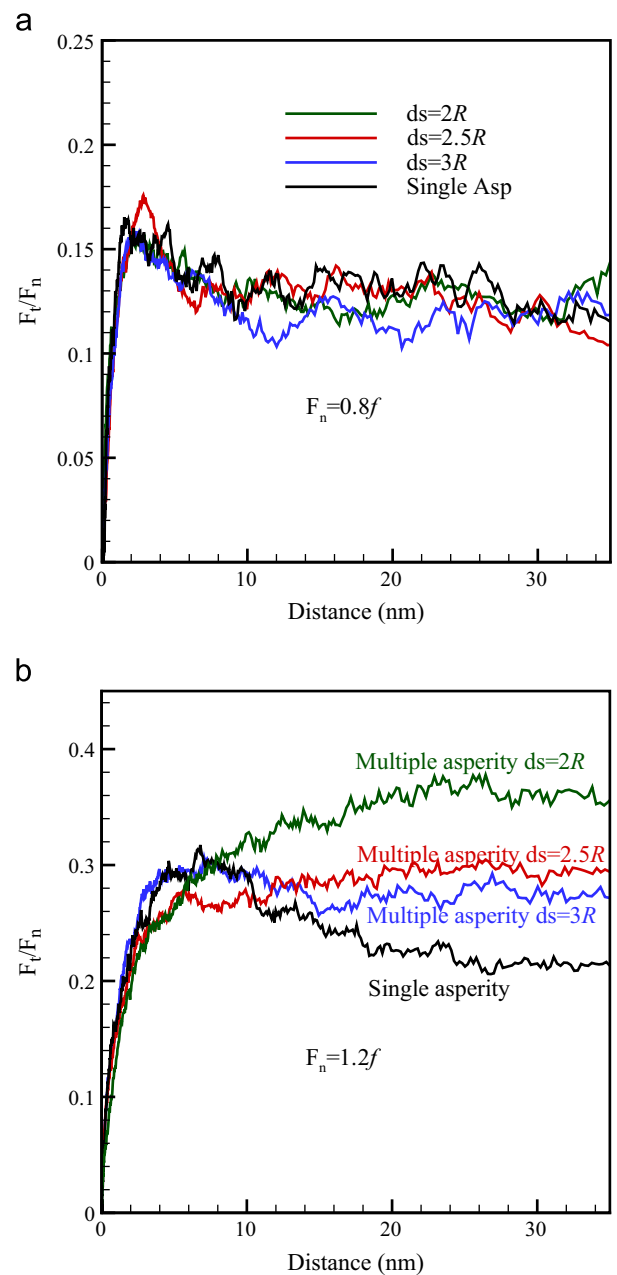 a
0.25
0.2
0.15
0.1
0.05
0
Ft/Fn
ds=2R
ds=2.5R
ds=3R
Single Asp
Fn=0.8f
0 10 20 30
Distance (nm)
b
0.4
0.3
0.2
0.1
0
Ft/Fn
Multiple asperity ds=2R
Multiple asperity ds=2.5R
Multiple asperity ds=3R
Single asperity
Fn=1.2f
0 10 20 30
Distance (nm)